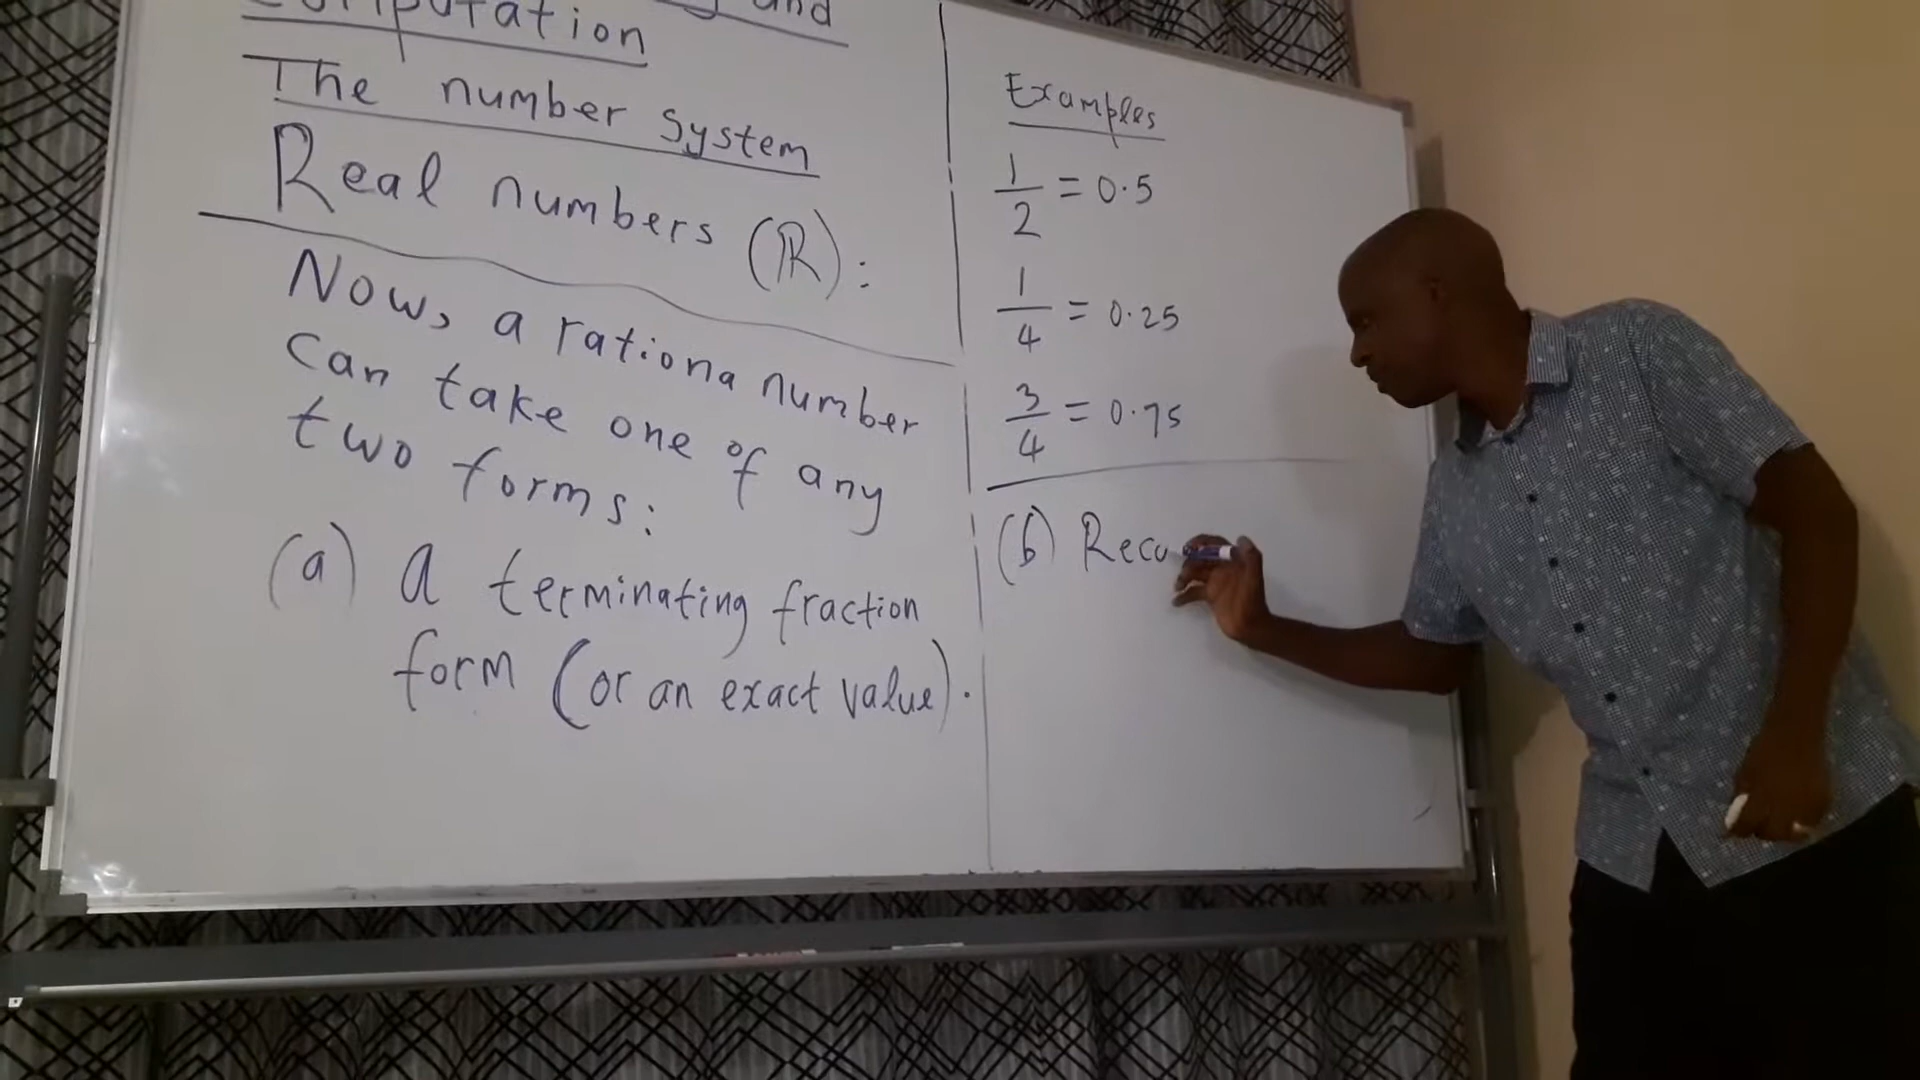 and
Computation
The number system
Real numbers (ℝ):
Now, a rationa number
can take one of any
two forms:
(a) a terminating fraction
form (or an exact value).
Examples
1/2 = 0.5
1/4 = 0.25
3/4 = 0.75
(b) Recu